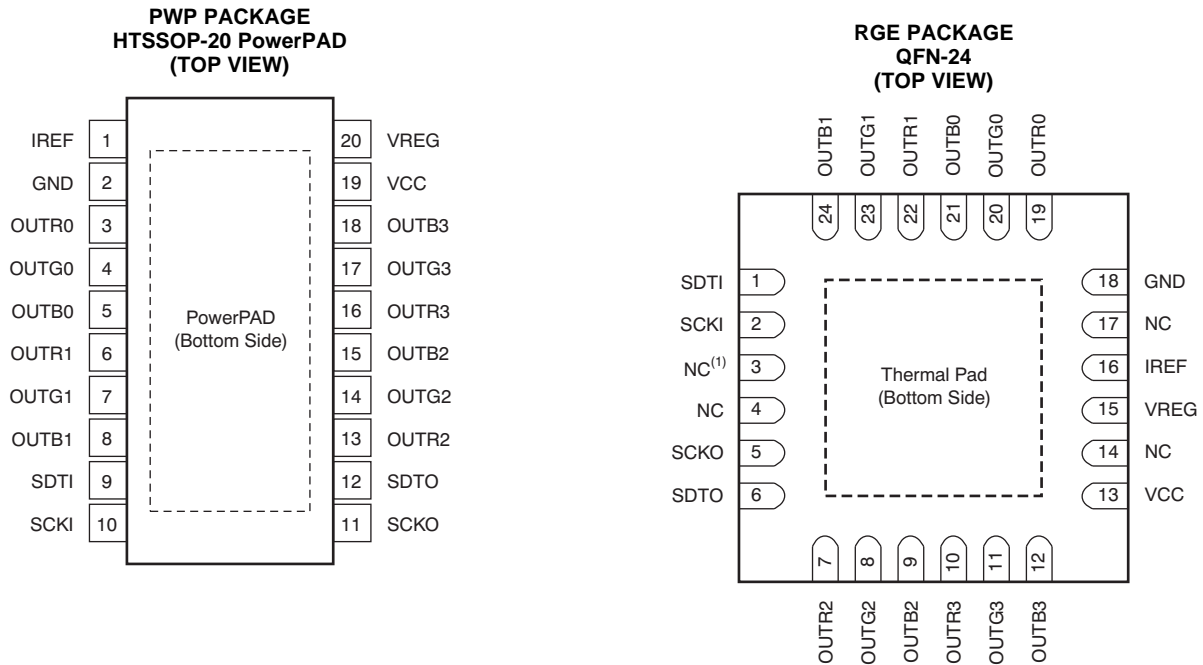 PWP PACKAGE
HTSSOP-20 PowerPAD
(TOP VIEW)
IREF 1 20 VREG
GND 2 19 VCC
OUTR0 3 18 OUTB3
OUTG0 4 17 OUTG3
OUTB0 5 16 OUTR3
OUTR1 6 15 OUTB2
OUTG1 7 14 OUTG2
OUTB1 8 13 OUTR2
SDTI 9 12 SDTO
SCKI 10 11 SCKO
PowerPAD
(Bottom Side)
RGE PACKAGE
QFN-24
(TOP VIEW)
OUTB1 OUTG1 OUTR1 OUTB0 OUTG0 OUTR0
24 23 22 21 20 19
SDTI 1 18 GND
SCKI 2 17 NC
NC(1) 3 16 IREF
NC 4 15 VREG
SCKO 5 14 NC
SDTO 6 13 VCC
Thermal Pad
(Bottom Side)
7 8 9 10 11 12
OUTR2 OUTG2 OUTB2 OUTR3 OUTG3 OUTB3